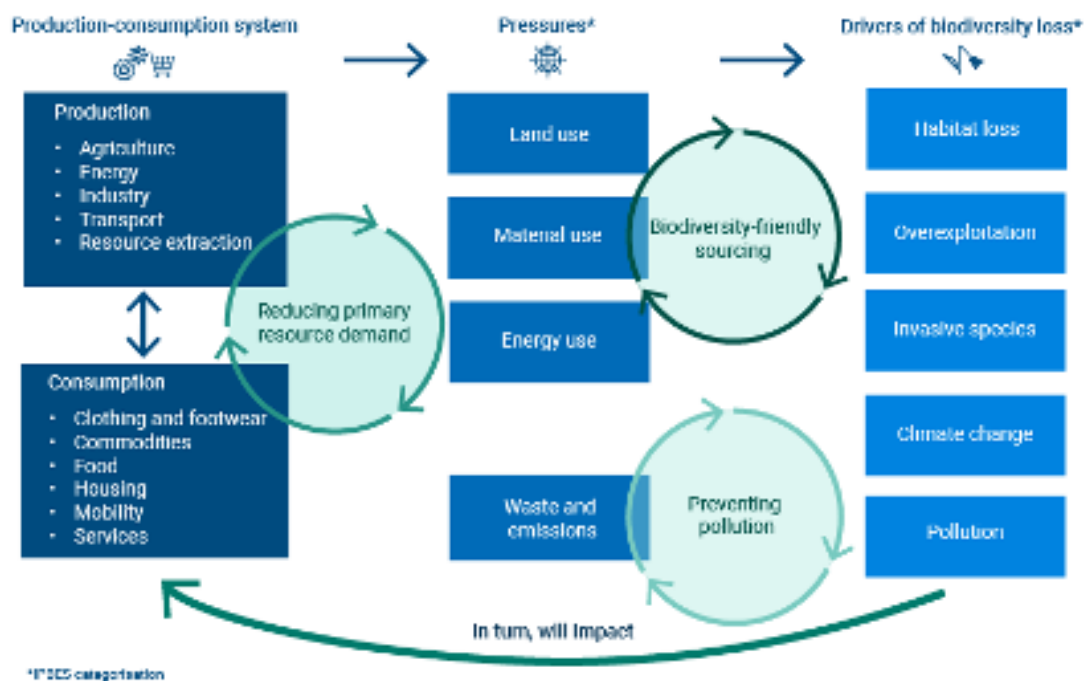 Production-consumption system
Pressures*
Drivers of biodiversity loss*
Production
• Agriculture
• Energy
• Industry
• Transport
• Resource extraction
Consumption
• Clothing and footwear
• Commodities
• Food
• Housing
• Mobility
• Services
Reducing primary
resource demand
Land use
Material use
Energy use
Waste and
emissions
Biodiversity-friendly
sourcing
Preventing
pollution
Habitat loss
Overexploitation
Invasive species
Climate change
Pollution
In turn, will impact
*IPBES categorisation